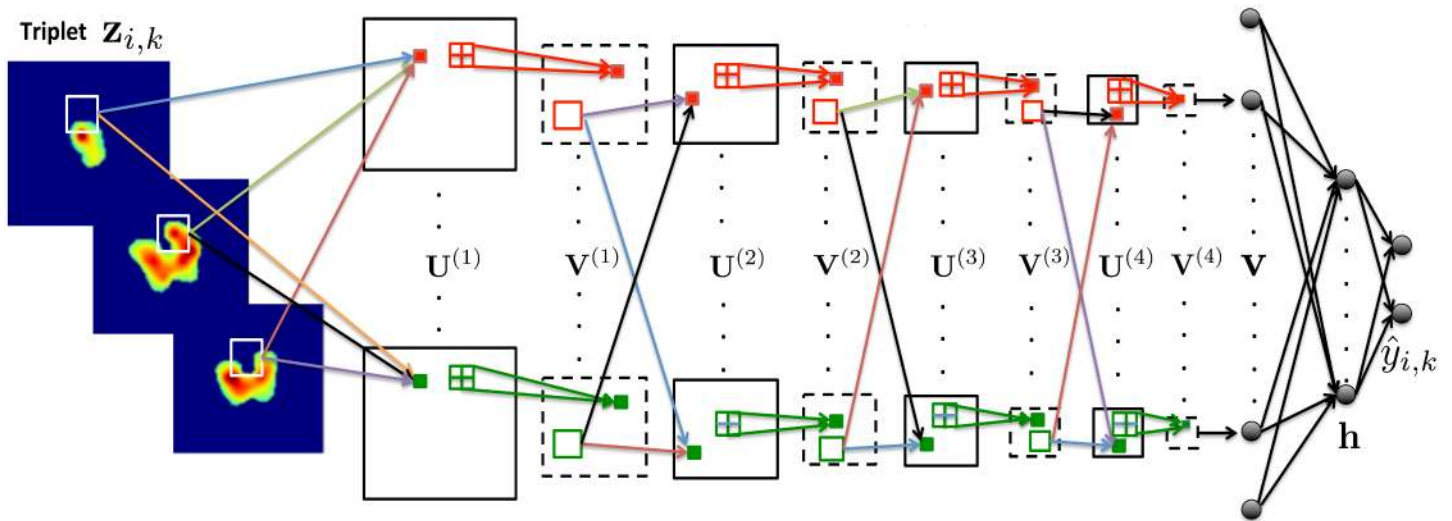 Triplet z_{i,k}
U^{(1)} V^{(1)} U^{(2)} V^{(2)} U^{(3)} V^{(3)} U^{(4)} V^{(4)} v
ŷ_{i,k}
h